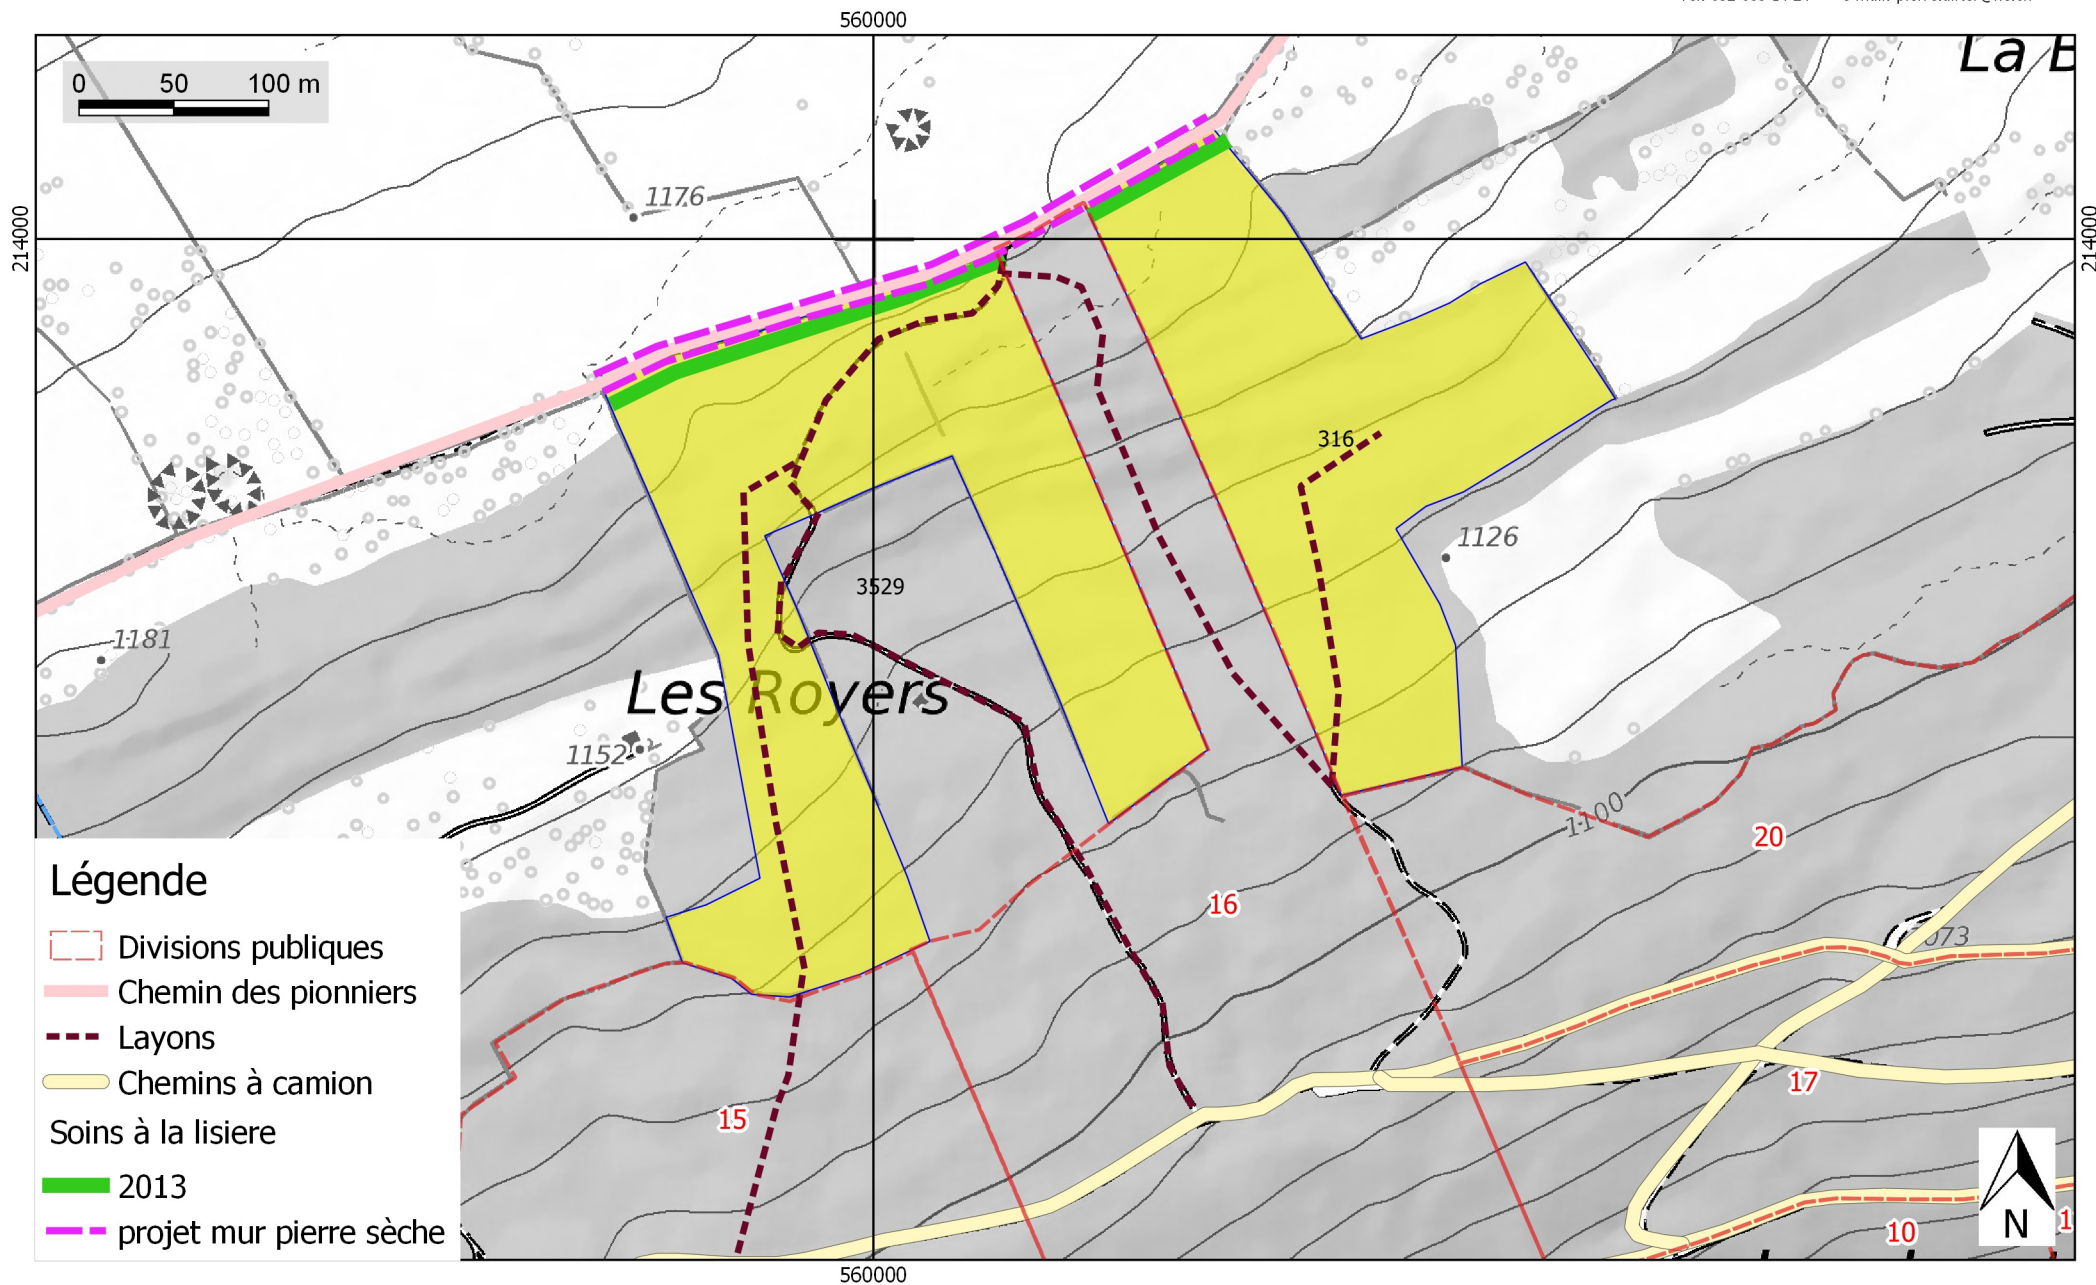 560000
La B
0 50 100 m
1176
214000
214000
316
1126
3529
1181
Les Royers
1152
1100
20
16
073
Légende
Divisions publiques
Chemin des pionniers
Layons
Chemins à camion
Soins à la lisiere
2013
projet mur pierre sèche
15
17
10
1
N
560000